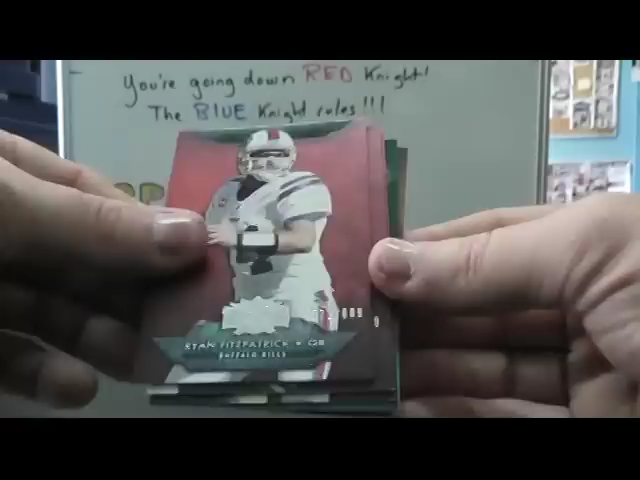 You're going down RED Knight!
The BLUE Knight rules!!!
RYAN FITZPATRICK • QB
BUFFALO BILLS